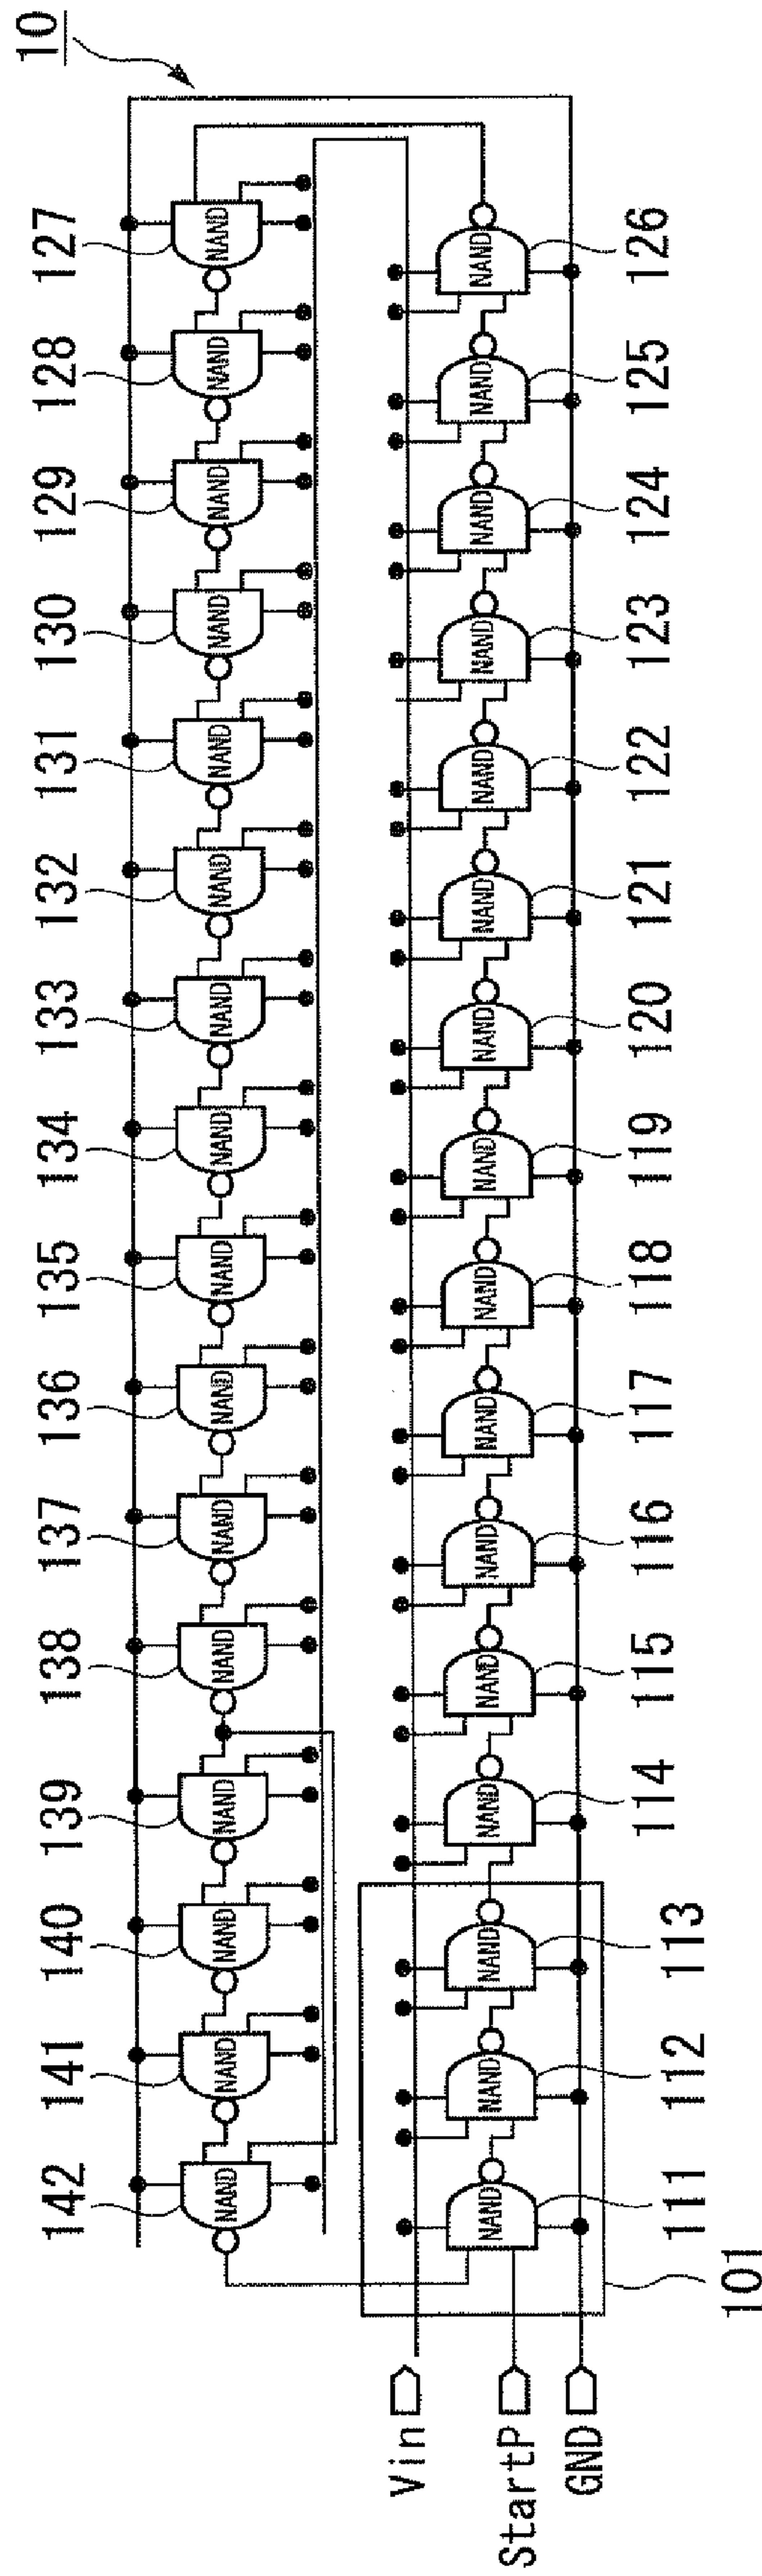 10
142 141 140 139 138 137 136 135 134 133 132 131 130 129 128 127
NAND NAND NAND NAND NAND NAND NAND NAND NAND NAND NAND NAND NAND NAND NAND NAND
Vin
NAND NAND NAND NAND NAND NAND NAND NAND NAND NAND NAND NAND NAND NAND NAND NAND
StartP
GND
111 112 113 114 115 116 117 118 119 120 121 122 123 124 125 126
101